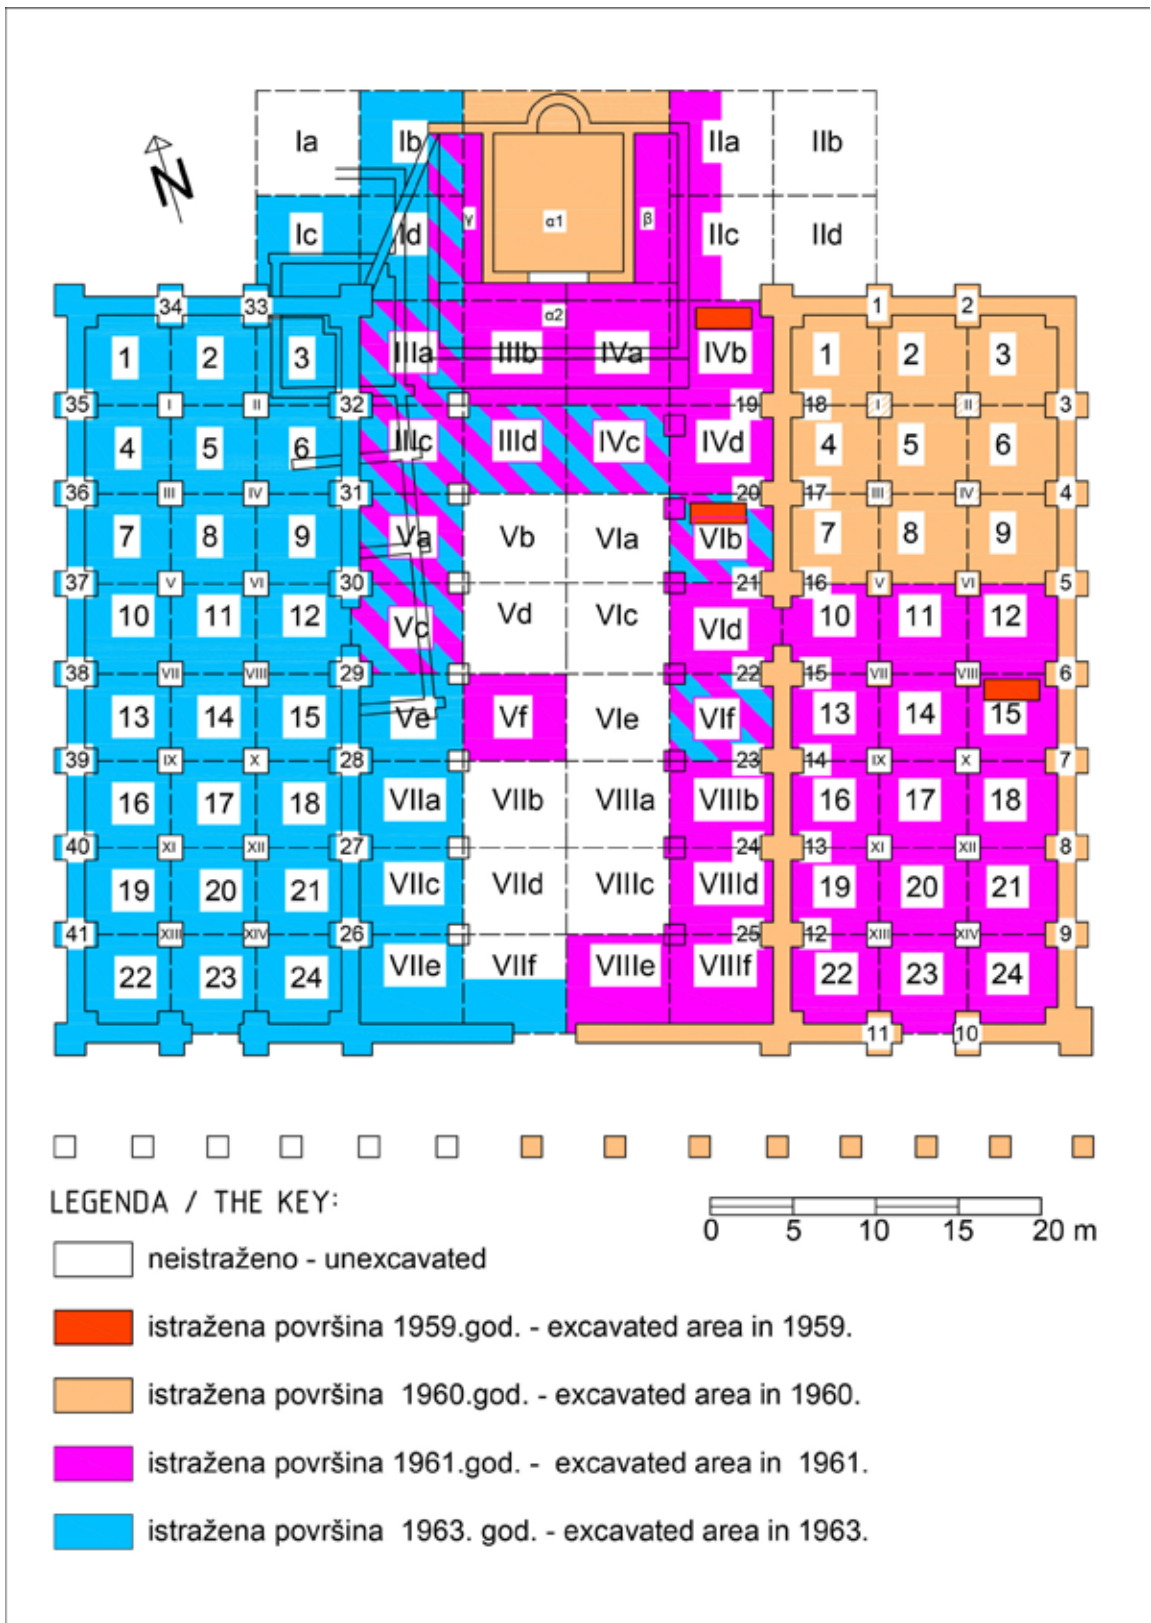 Ia Ib IIa IIb
N
γ α1 β
Ic Id IIc IId
34 33 1 2
α2
1 2 3 IIIa IIIb IVa IVb 1 2 3
35 I II 32 19 18 I II 3
4 5 6 IIIc IIId IVc IVd 4 5 6
36 III IV 31 20 17 III IV 4
7 8 9 Va Vb VIa VIb 7 8 9
37 V VI 30 21 16 V VI 5
10 11 12 Vc Vd VIc VId 10 11 12
38 VII VIII 29 22 15 VII VIII 6
13 14 15 Ve Vf VIe VIf 13 14 15
39 IX X 28 23 14 IX X 7
16 17 18 VIIa VIIb VIIIa VIIIb 16 17 18
40 XI XII 27 24 13 XI XII 8
19 20 21 VIIc VIId VIIIc VIIId 19 20 21
41 XIII XIV 26 25 12 XIII XIV 9
22 23 24 VIIe VIIf VIIIe VIIIf 22 23 24
11 10
LEGENDA / THE KEY:
0 5 10 15 20 m
neistraženo - unexcavated
istražena površina 1959.god. - excavated area in 1959.
istražena površina 1960.god. - excavated area in 1960.
istražena površina 1961.god. - excavated area in 1961.
istražena površina 1963. god. - excavated area in 1963.